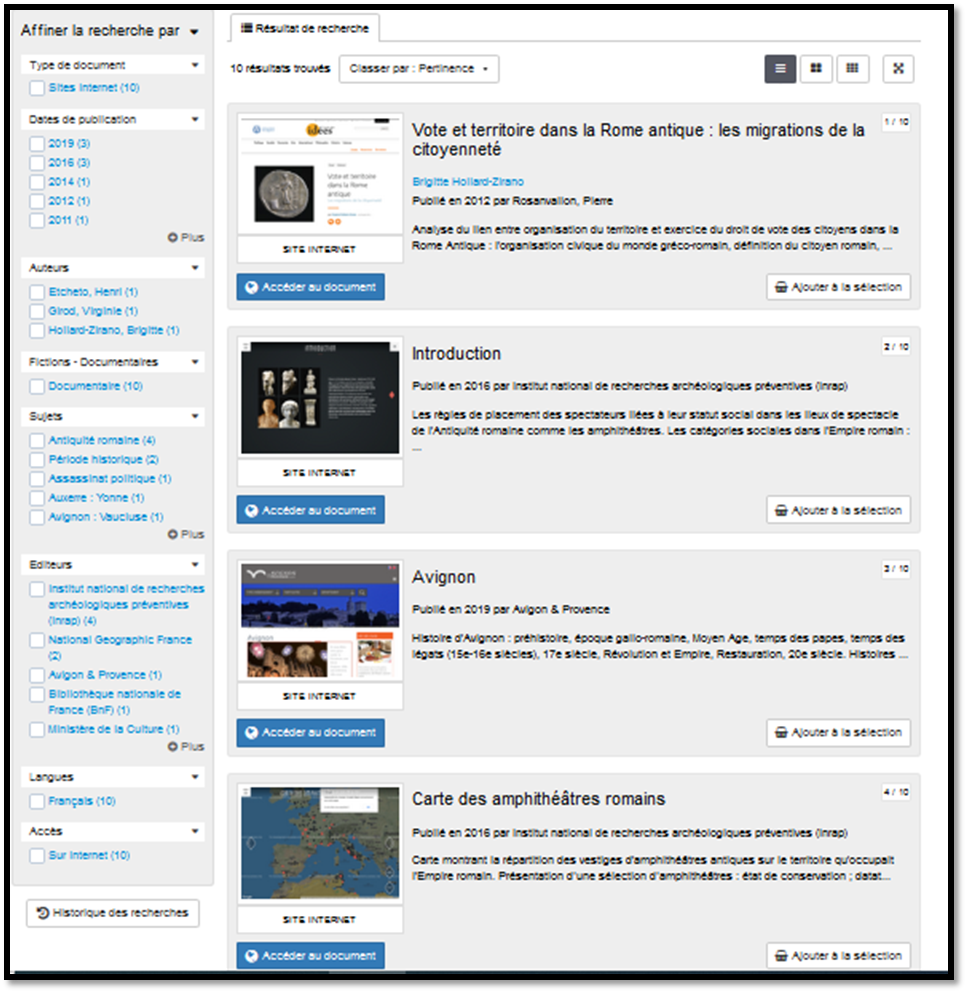 Affiner la recherche par
Type de document
Sites Internet (10)
Dates de publication
2019 (3)
2016 (3)
2014 (1)
2012 (1)
2011 (1)
Plus
Auteurs
Etcheto, Henri (1)
Girod, Virginie (1)
Hollard-Zirano, Brigitte (1)
Fictions - Documentaires
Documentaire (10)
Sujets
Antiquité romaine (4)
Période historique (2)
Assassinat politique (1)
Auxerre : Yonne (1)
Avignon : Vaucluse (1)
Plus
Editeurs
Institut national de recherches
archéologiques préventives
(Inrap) (4)
National Geographic France
(2)
Avigon & Provence (1)
Bibliothèque nationale de
France (BnF) (1)
Ministère de la Culture (1)
Plus
Langues
Français (10)
Accès
Sur Internet (10)
Historique des recherches
Résultat de recherche
10 résultats trouvés
Classer par : Pertinence
idées
Vote et territoire
dans la Rome
antique
SITE INTERNET
Accéder au document
Vote et territoire dans la Rome antique : les migrations de la
citoyenneté
1 / 10
Brigitte Hollard-Zirano
Publié en 2012 par Rosanvallon, Pierre
Analyse du lien entre organisation du territoire et exercice du droit de vote des citoyens dans la
Rome Antique : l'organisation civique du monde gréco-romain, définition du citoyen romain, ...
Ajouter à la sélection
INTRODUCTION
SITE INTERNET
Accéder au document
Introduction
2 / 10
Publié en 2016 par Institut national de recherches archéologiques préventives (Inrap)
Les règles de placement des spectateurs liées à leur statut social dans les lieux de spectacle
de l'Antiquité romaine comme les amphithéâtres. Les catégories sociales dans l'Empire romain :
...
Ajouter à la sélection
Avignon
SITE INTERNET
Accéder au document
Avignon
3 / 10
Publié en 2019 par Avigon & Provence
Histoire d'Avignon : préhistoire, époque gallo-romaine, Moyen Age, temps des papes, temps des
légats (15e-16e siècles), 17e siècle, Révolution et Empire, Restauration, 20e siècle. Histoires ...
Ajouter à la sélection
SITE INTERNET
Accéder au document
Carte des amphithéâtres romains
4 / 10
Publié en 2016 par Institut national de recherches archéologiques préventives (Inrap)
Carte montrant la répartition des vestiges d'amphithéâtres antiques sur le territoire qu'occupait
l'Empire romain. Présentation d'une sélection d'amphithéâtres : état de conservation ; datat...
Ajouter à la sélection